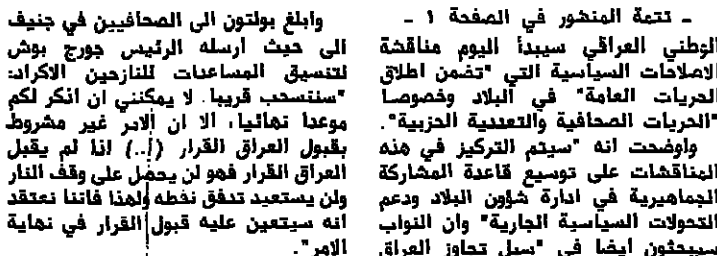 ـ تتمة المنشور في الصفحة ١ ـ
الوطني العراقي سيبدأ اليوم مناقشة
الاصلاحات السياسية التي "تضمن اطلاق
الحريات العامة" في البلاد وخصوصا
"الحريات الصحافية والتعددية الحزبية".
واوضحت انه "سيتم التركيز في هذه
المناقشات على توسيع قاعدة المشاركة
الجماهيرية في ادارة شؤون البلاد ودعم
التحولات السياسية الجارية" وأن النواب
سيبحثون ايضا في "سبل تجاوز العراق
وابلغ بولتون الى الصحافيين في جنيف
الى حيث ارسله الرئيس جورج بوش
لتنسيق المساعدات للنازحين الاكراد:
"سننسحب قريبا. لا يمكنني ان اذكر لكم
موعدا نهائيا، الا ان الامر غير مشروط
بقبول العراق القرار (..) اذا لم يقبل
العراق القرار فهو لن يحصل على وقف النار
ولن يستعيد تدفق نفطه ولهذا فاننا نعتقد
انه سيتعين عليه قبول القرار في نهاية
الامر".